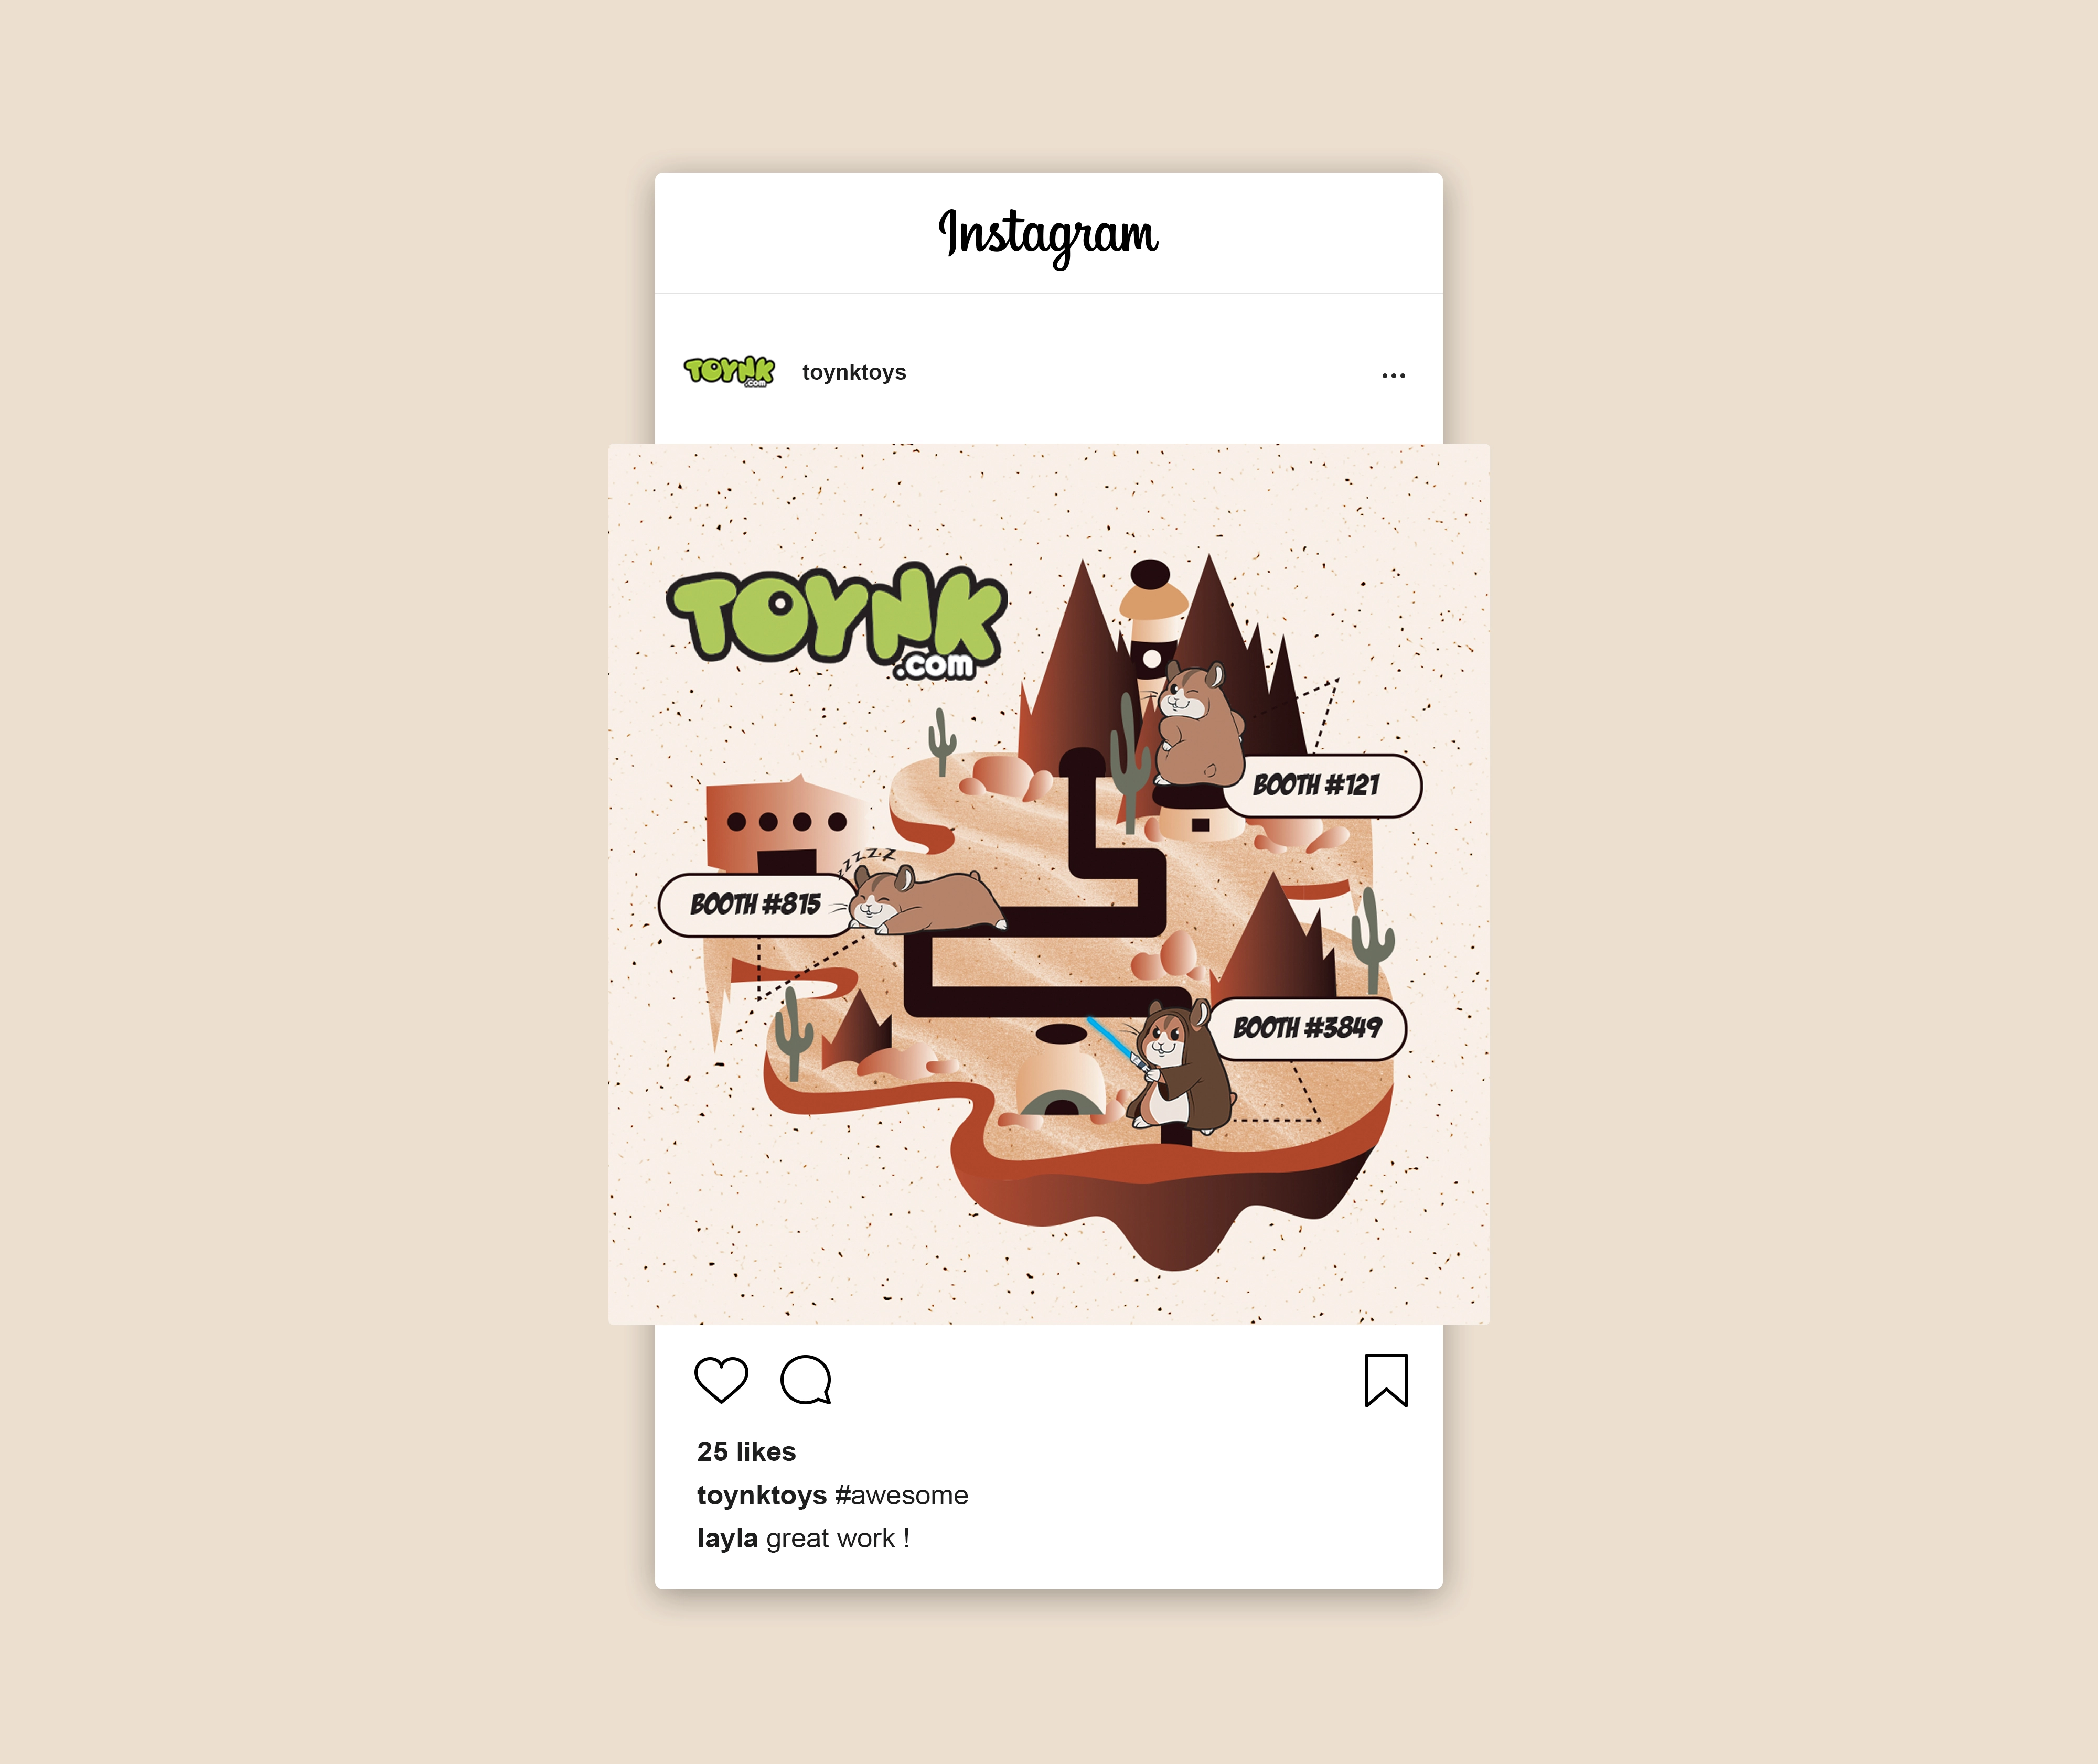 Instagram
TOYNK
.com
toynktoys
TOYNK
.com
BOOTH #121
zzzzz
BOOTH #815
BOOTH #3849
25 likes
toynktoys #awesome
layla great work !